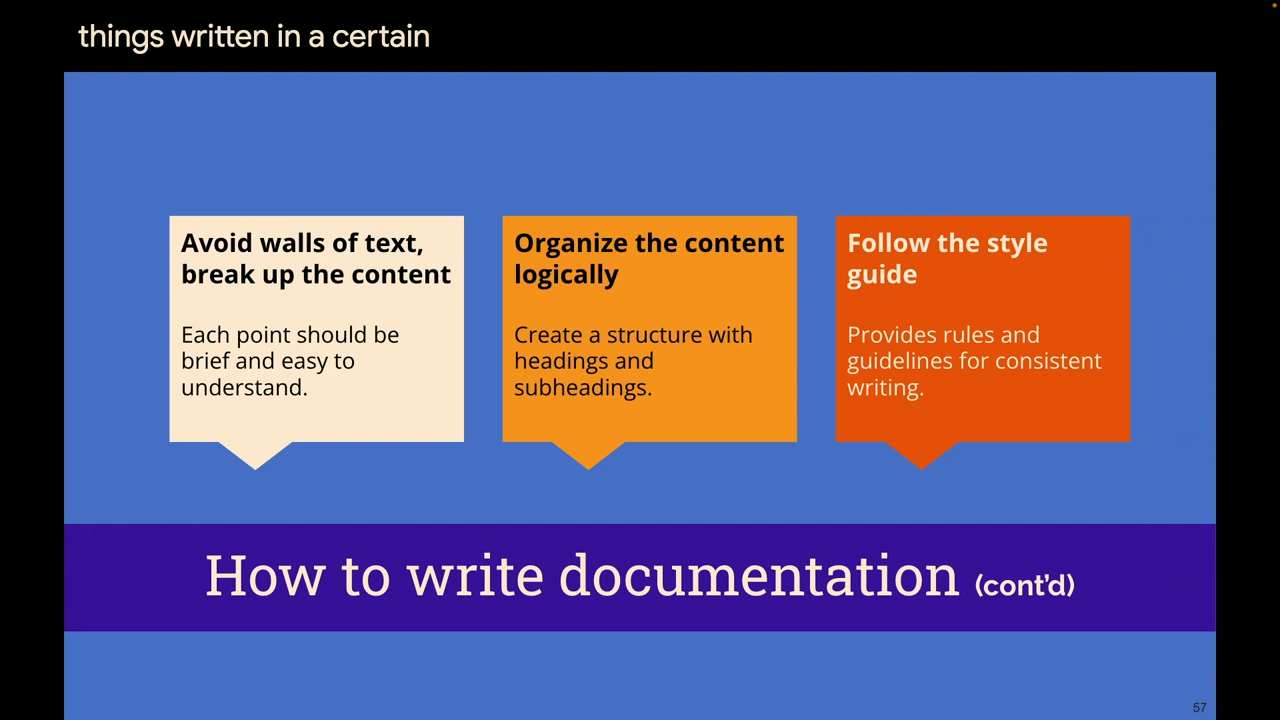 things written in a certain
Avoid walls of text,
break up the content
Each point should be
brief and easy to
understand.
Organize the content
logically
Create a structure with
headings and
subheadings.
Follow the style
guide
Provides rules and
guidelines for consistent
writing.
How to write documentation (cont'd)
57